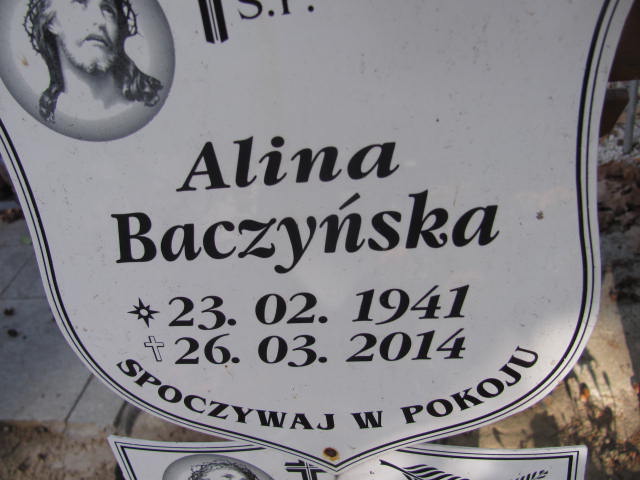 Ś.P.
Alina
Baczyńska
23. 02. 1941
26. 03. 2014
SPOCZYWAJ W POKOJU